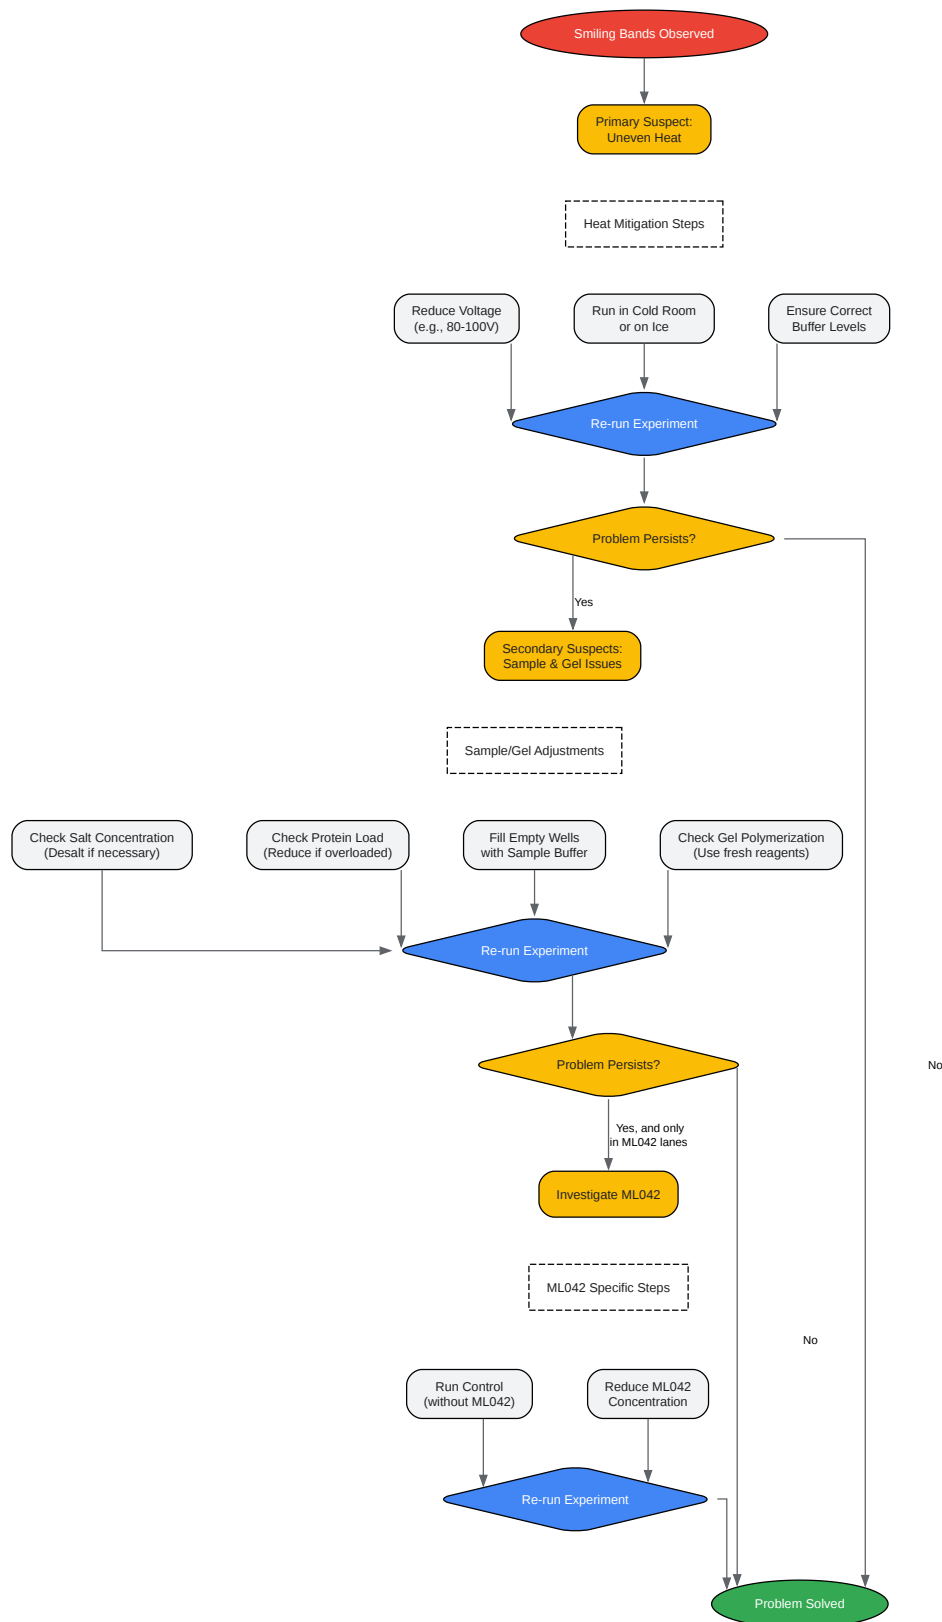 Smiling Bands Observed
Primary Suspect:
Uneven Heat
Heat Mitigation Steps
Reduce Voltage
(e.g., 80-100V)
Run in Cold Room
or on Ice
Ensure Correct
Buffer Levels
Re-run Experiment
Problem Persists?
Yes
Secondary Suspects:
Sample & Gel Issues
Sample/Gel Adjustments
Check Salt Concentration
(Desalt if necessary)
Check Protein Load
(Reduce if overloaded)
Fill Empty Wells
with Sample Buffer
Check Gel Polymerization
(Use fresh reagents)
Re-run Experiment
Problem Persists?
No
Yes, and only
in ML042 lanes
Investigate ML042
ML042 Specific Steps
No
Run Control
(without ML042)
Reduce ML042
Concentration
Re-run Experiment
Problem Solved